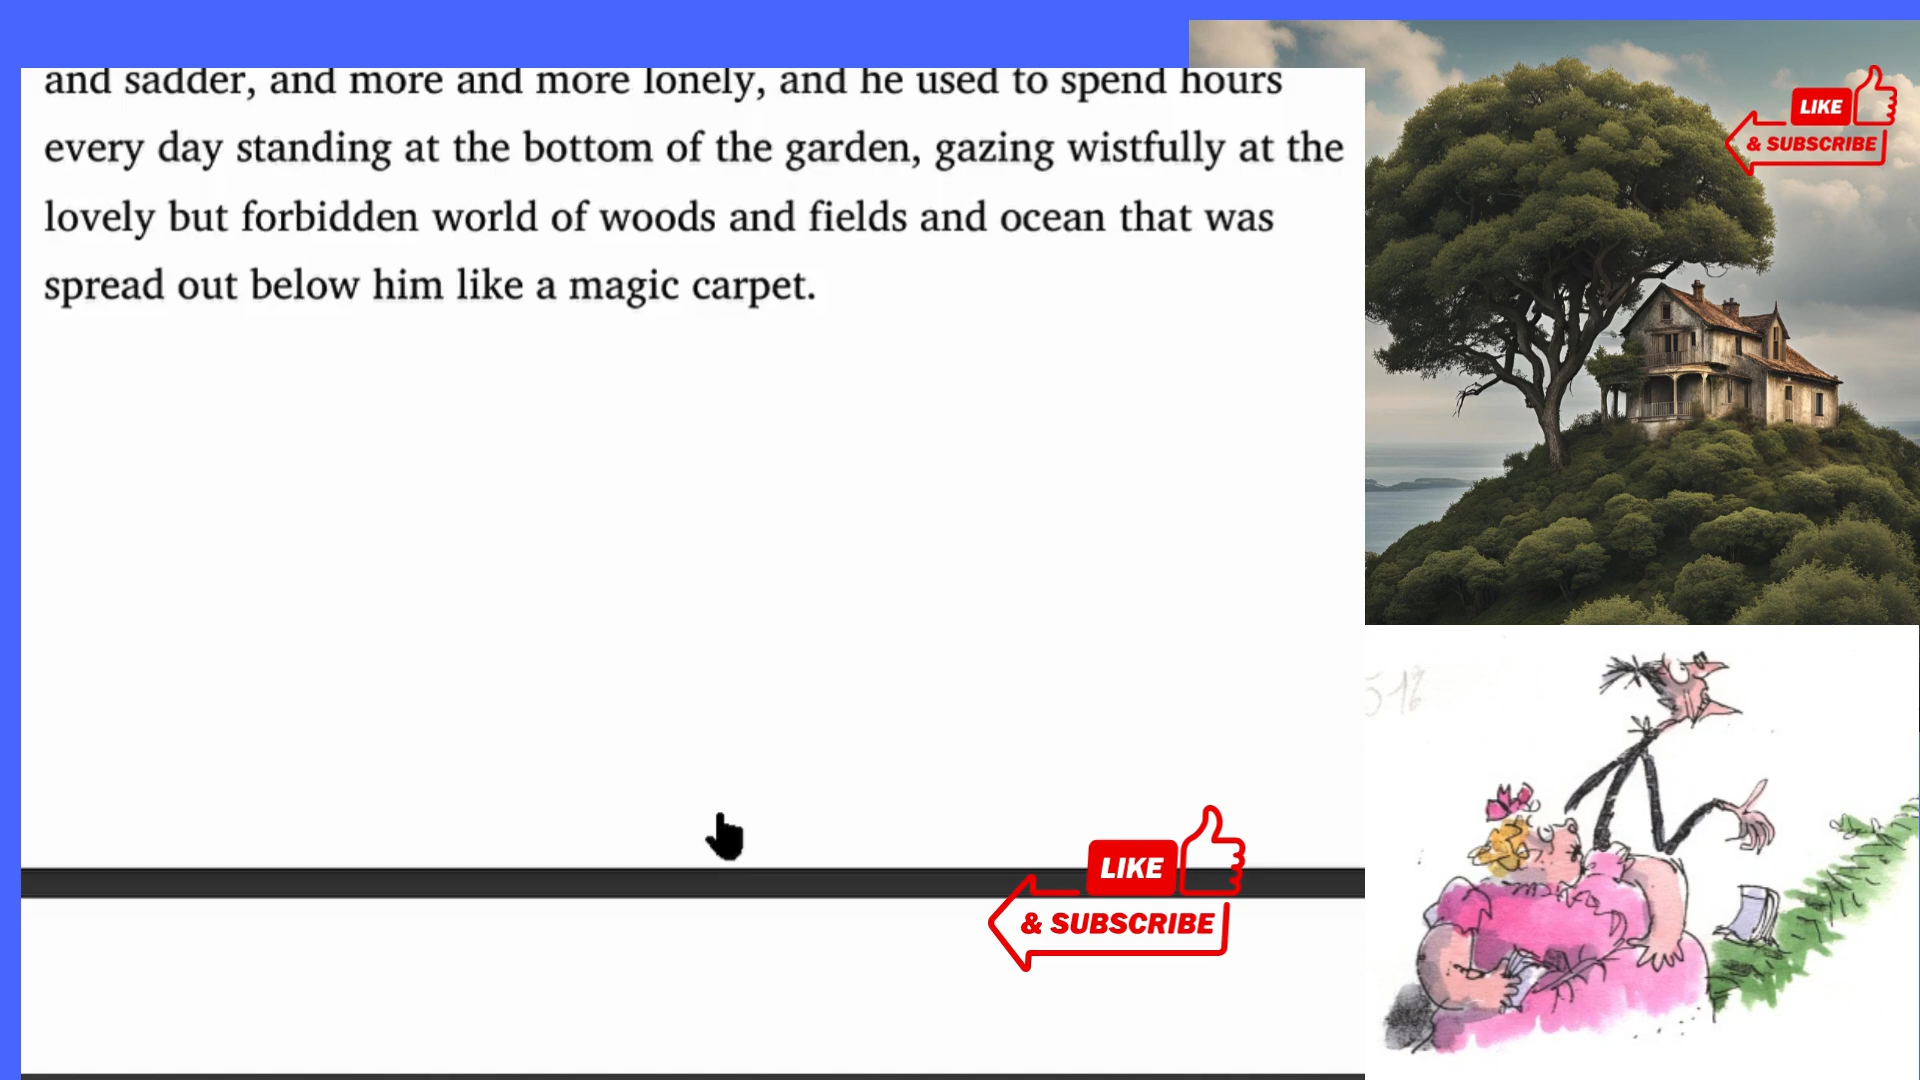 and sadder, and more and more lonely, and he used to spend hours
every day standing at the bottom of the garden, gazing wistfully at the
lovely but forbidden world of woods and fields and ocean that was
spread out below him like a magic carpet.
LIKE
& SUBSCRIBE
LIKE
& SUBSCRIBE